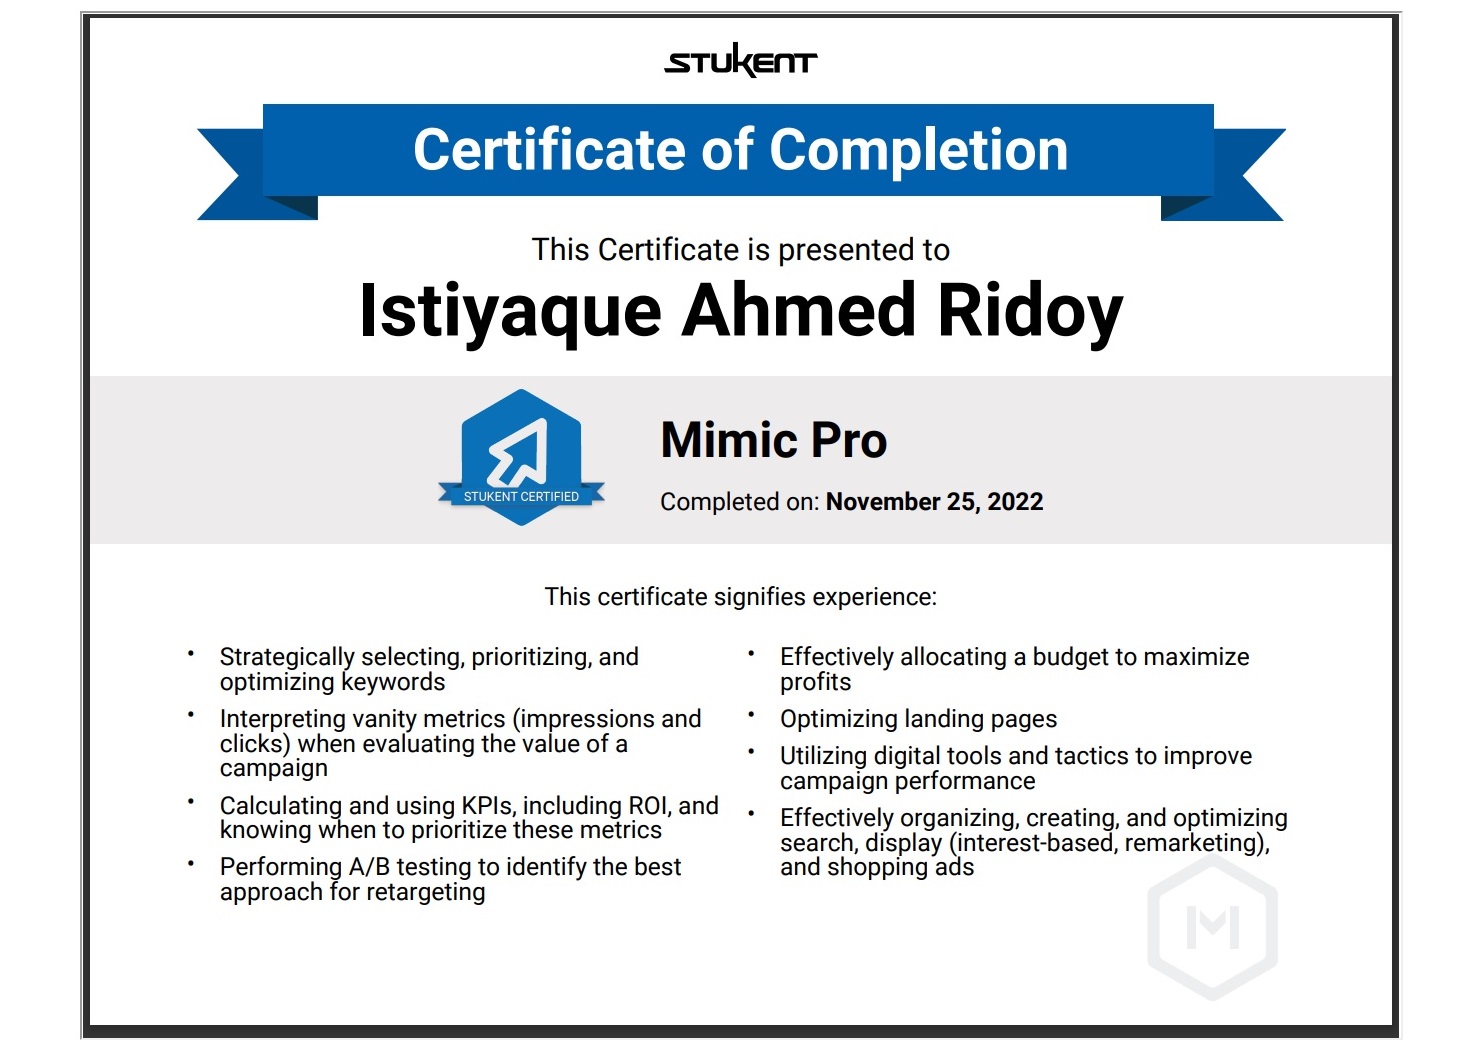 STUKENT
Certificate of Completion
This Certificate is presented to
Istiyaque Ahmed Ridoy
STUKENT CERTIFIED
Mimic Pro
Completed on: November 25, 2022
This certificate signifies experience:
• Strategically selecting, prioritizing, and
optimizing keywords
• Interpreting vanity metrics (impressions and
clicks) when evaluating the value of a
campaign
• Calculating and using KPIs, including ROI, and
knowing when to prioritize these metrics
• Performing A/B testing to identify the best
approach for retargeting
• Effectively allocating a budget to maximize
profits
• Optimizing landing pages
• Utilizing digital tools and tactics to improve
campaign performance
• Effectively organizing, creating, and optimizing
search, display (interest-based, remarketing),
and shopping ads
M